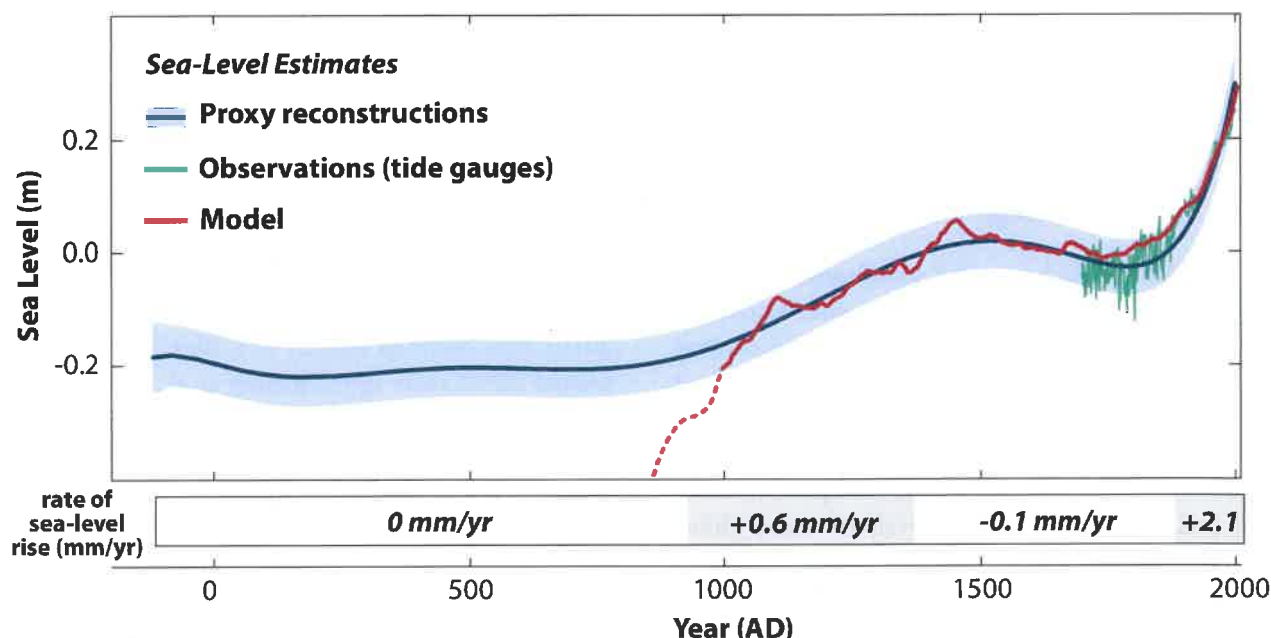 Sea-Level Estimates
Proxy reconstructions
Observations (tide gauges)
Model
Sea Level (m)
0.2
0.0
-0.2
rate of
sea-level
rise (mm/yr)
0 mm/yr
+0.6 mm/yr
-0.1 mm/yr
+2.1
0
500
1000
1500
2000
Year (AD)